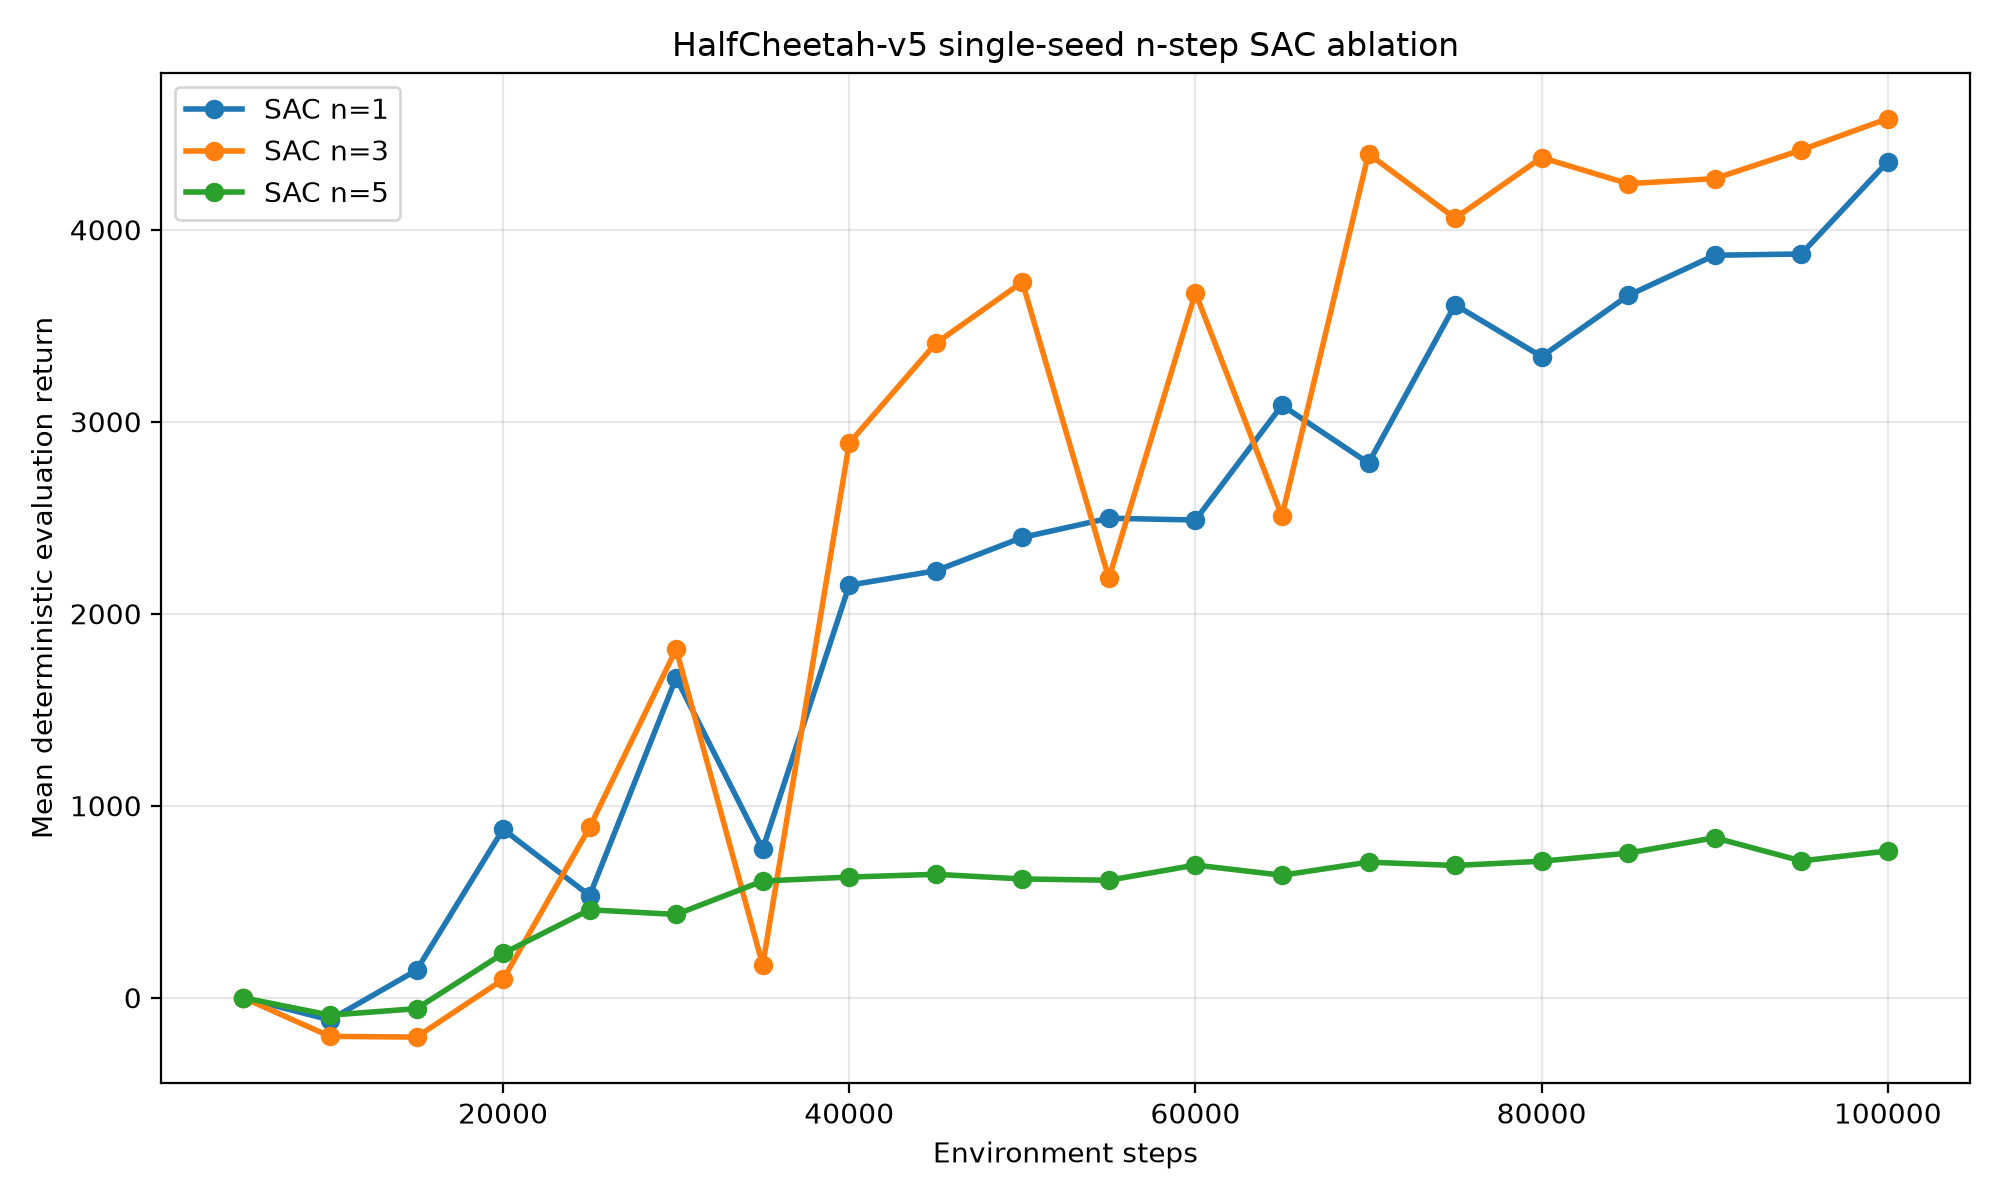 HalfCheetah-v5 single-seed n-step SAC ablation
SAC n=1
SAC n=3
SAC n=5
Mean deterministic evaluation return
4000
3000
2000
1000
0
20000
40000
60000
80000
100000
Environment steps